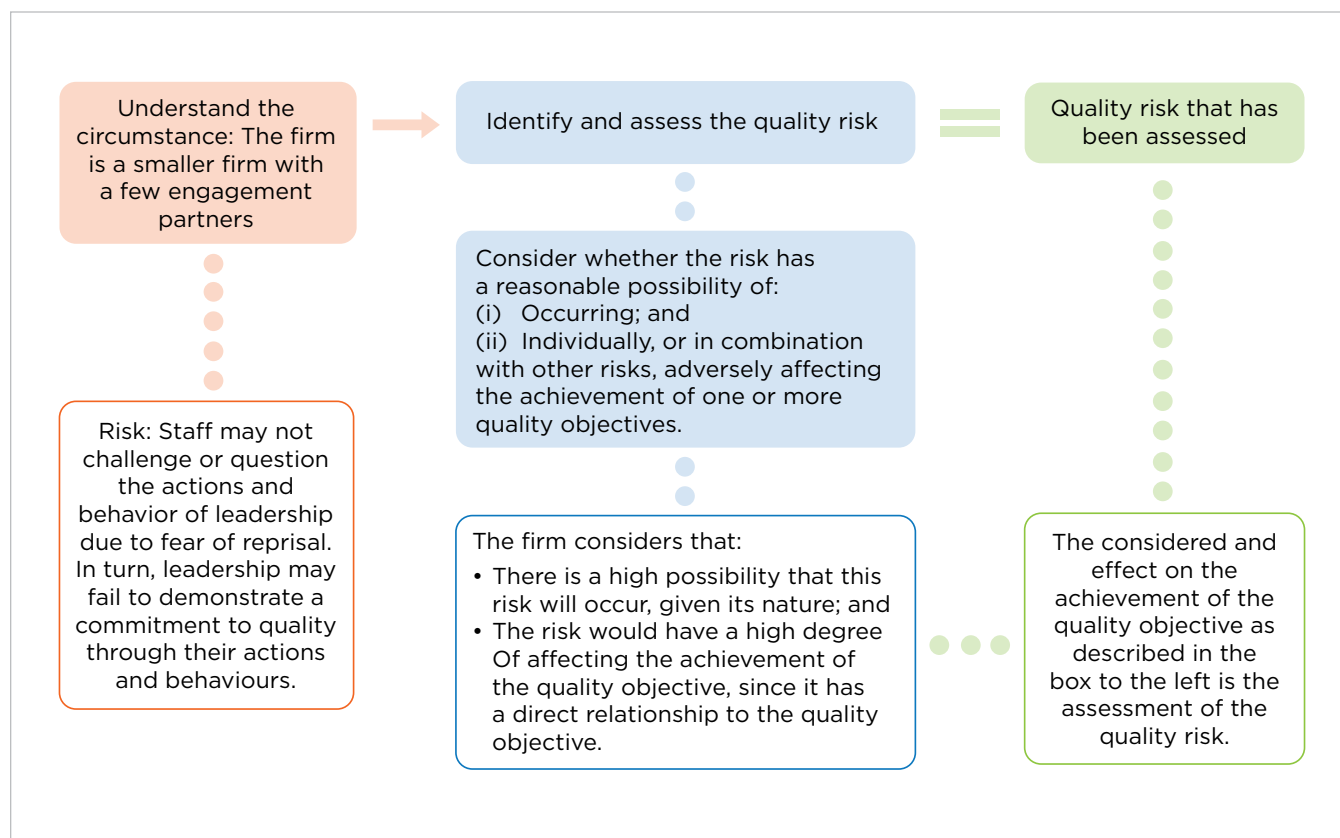 Understand the
circumstance: The firm
is a smaller firm with
a few engagement
partners
Risk: Staff may not
challenge or question
the actions and
behavior of leadership
due to fear of reprisal.
In turn, leadership may
fail to demonstrate a
commitment to quality
through their actions
and behaviours.
Identify and assess the quality risk
Consider whether the risk has
a reasonable possibility of:
(i) Occurring; and
(ii) Individually, or in combination
with other risks, adversely affecting
the achievement of one or more
quality objectives.
The firm considers that:
• There is a high possibility that this
risk will occur, given its nature; and
• The risk would have a high degree
Of affecting the achievement of
the quality objective, since it has
a direct relationship to the quality
objective.
Quality risk that has
been assessed
The considered and
effect on the
achievement of the
quality objective as
described in the
box to the left is the
assessment of the
quality risk.